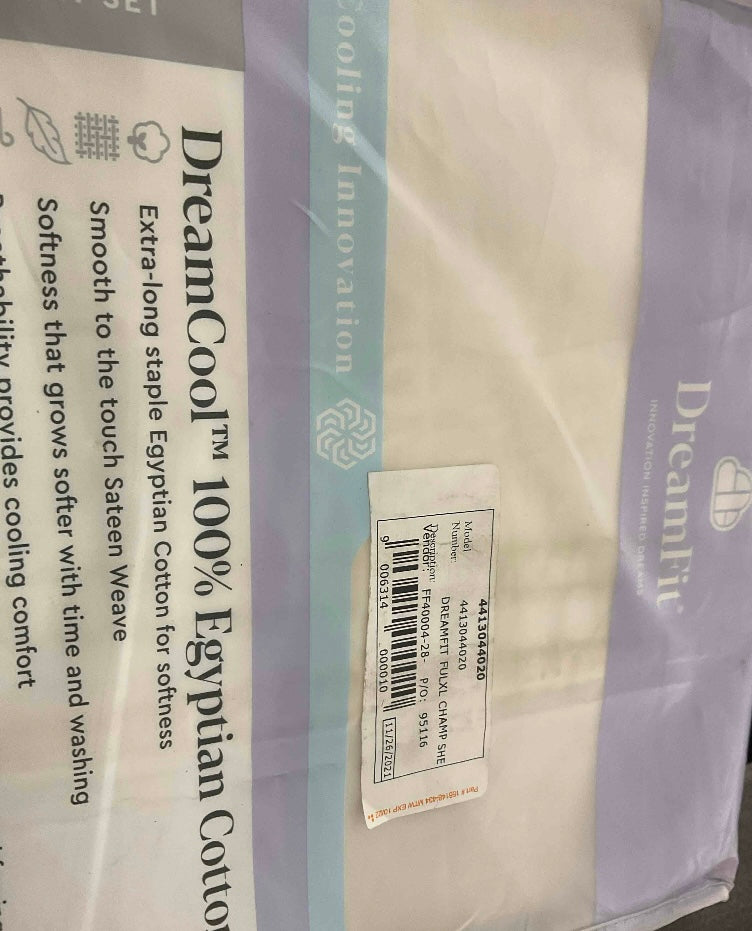 DreamFit®
INNOVATION INSPIRED DREAMS
Model 4413044020
Number: 4413044020
Description: DREAMFIT FULXL CHAMP SHE
Vendor: FF40004-28- P/O: 95116
9 006314 000010
11/26/2021
Cooling Innovation
SET
DreamCool™ 100% Egyptian Cotton
Extra-long staple Egyptian Cotton for softness
Smooth to the touch Sateen Weave
Softness that grows softer with time and washing
provides cooling comfort